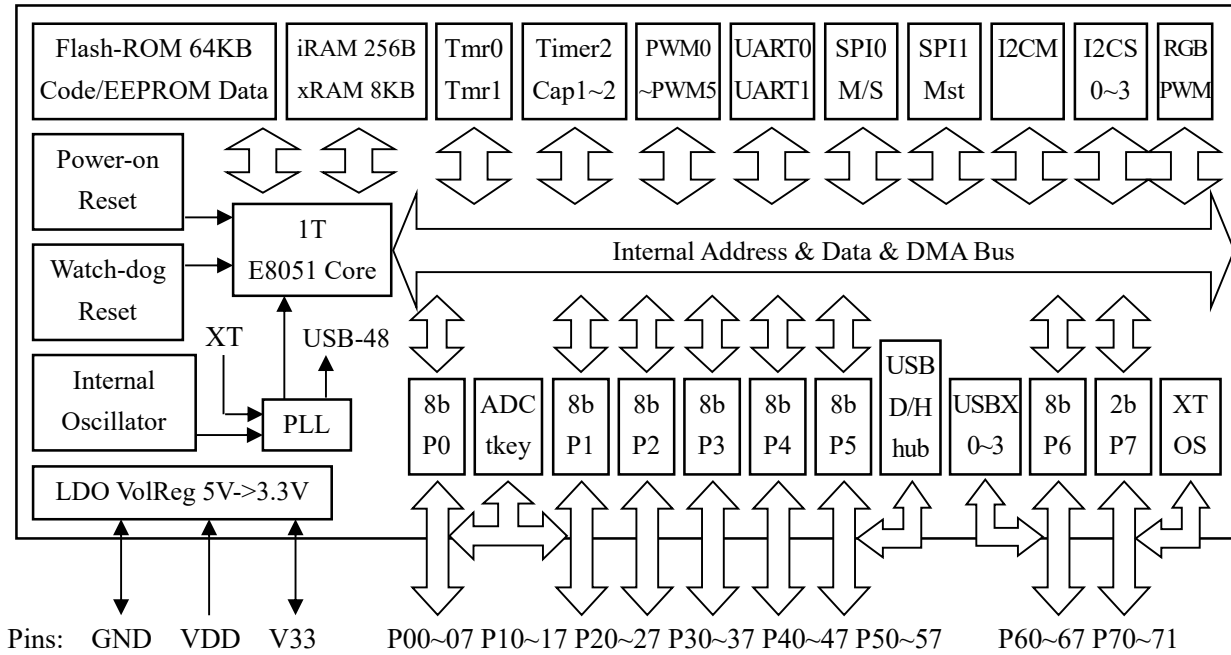 Flash-ROM 64KB
Code/EEPROM Data
iRAM 256B
xRAM 8KB
Tmr0
Tmr1
Timer2
Cap1~2
PWM0
~PWM5
UART0
UART1
SPI0
M/S
SPI1
Mst
I2CM
I2CS
0~3
RGB
PWM
Power-on
Reset
1T
E8051 Core
Internal Address & Data & DMA Bus
Watch-dog
Reset
XT
USB-48
Internal
Oscillator
PLL
8b
P0
ADC
tkey
8b
P1
8b
P2
8b
P3
8b
P4
8b
P5
USB
D/H
hub
USBX
0~3
8b
P6
2b
P7
XT
OS
LDO VolReg 5V->3.3V
Pins: GND VDD V33 P00~07 P10~17 P20~27 P30~37 P40~47 P50~57 P60~67 P70~71